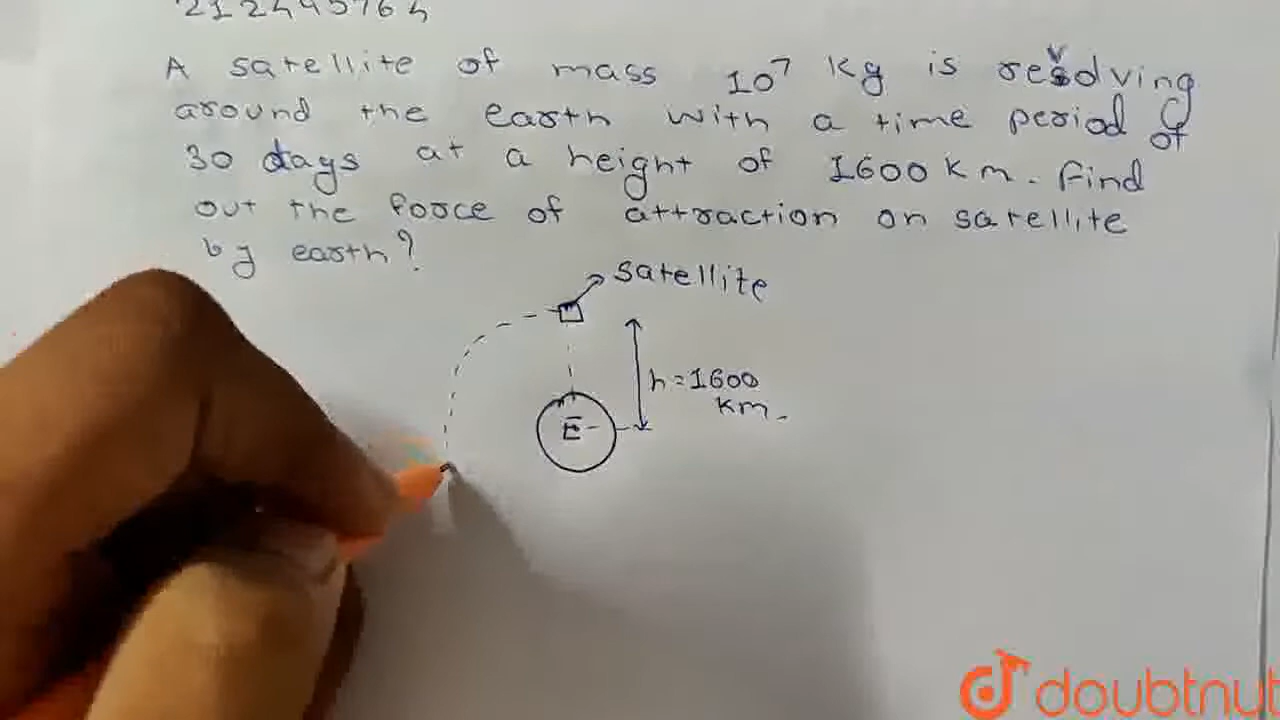 212495764
A satellite of mass 10⁷ kg is revolving
around the earth with a time period of
30 days at a height of 1600 km. Find
out the force of attraction on satellite
by earth?
satellite
h = 1600
km.
E
doubtnut